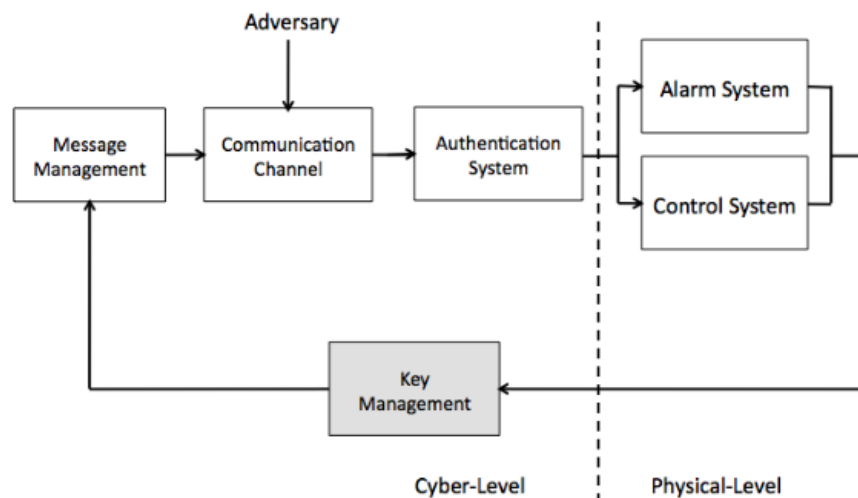 Adversary
Message
Management
Communication
Channel
Authentication
System
Alarm System
Control System
Key
Management
Cyber-Level
Physical-Level